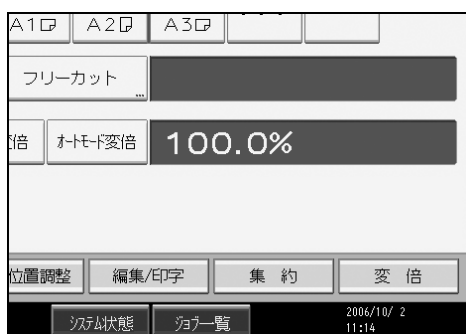 A1 A2 A3
フリーカット
倍 オートモード変倍 100.0%
位置調整 編集/印字 集 約 変 倍
システム状態 ジョブ一覧 2006/10/ 2
11:14